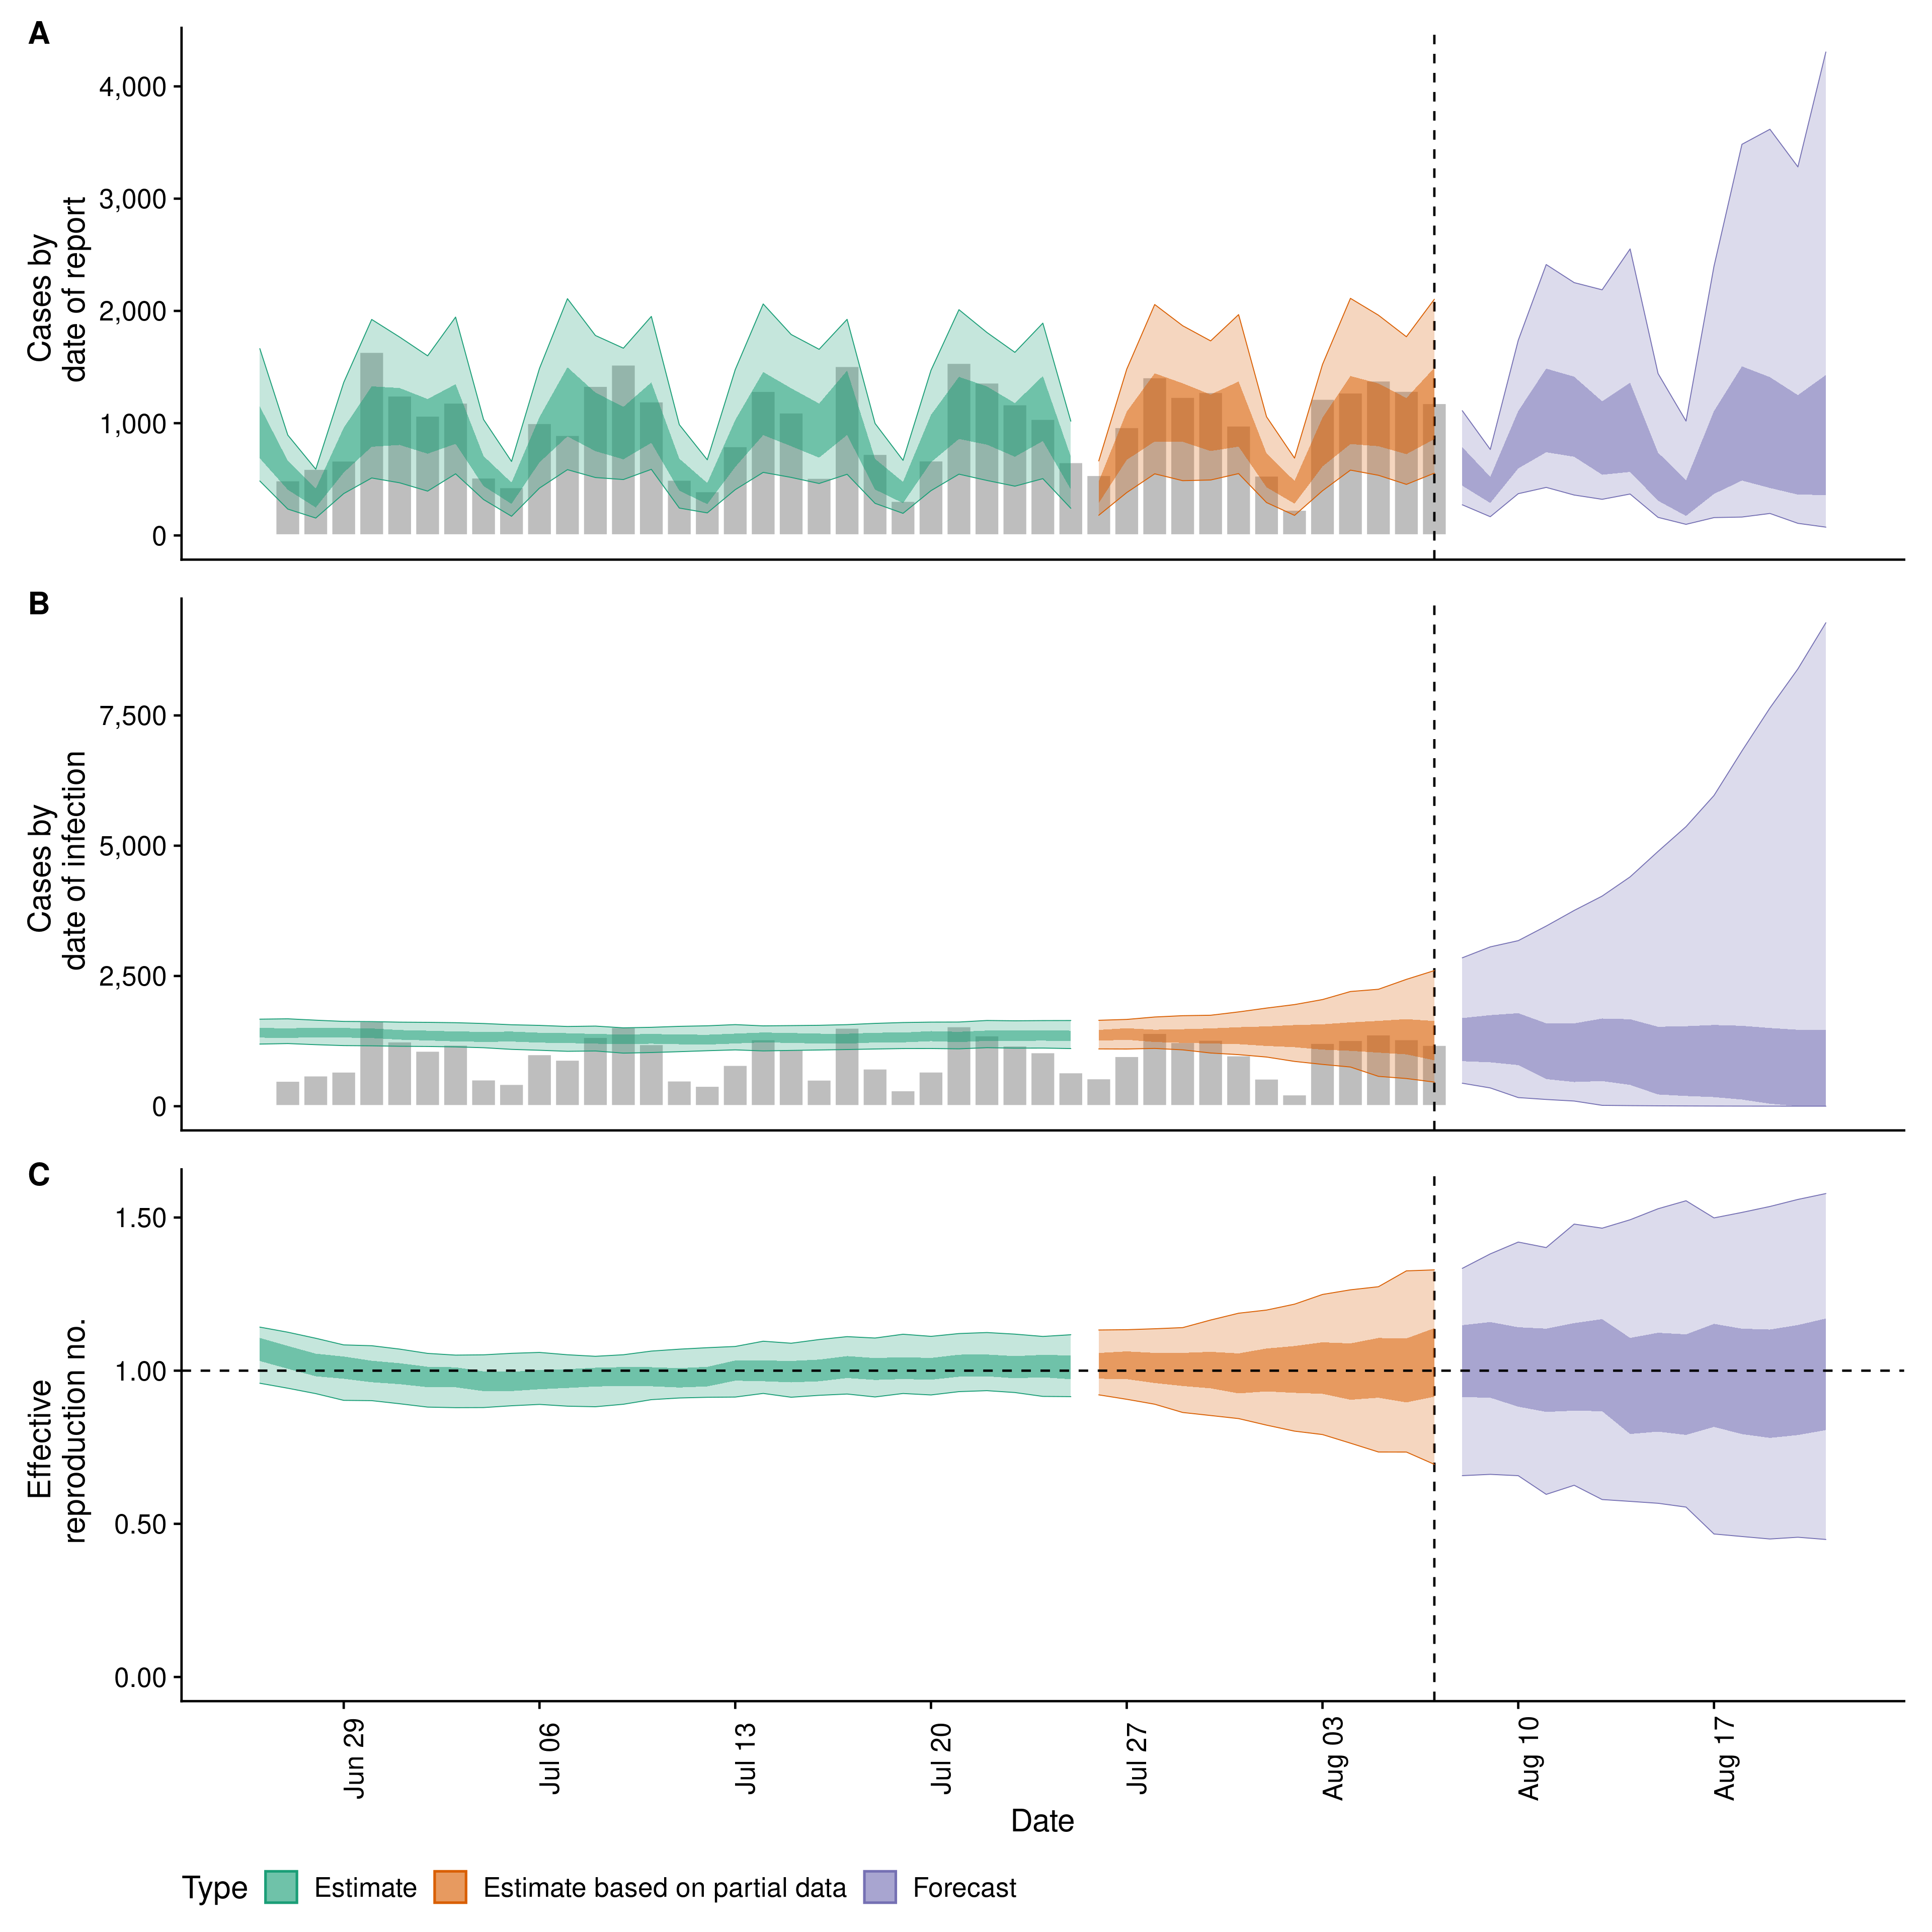 A
4,000
3,000
2,000
1,000
0
Cases by
date of report
B
7,500
5,000
2,500
0
Cases by
date of infection
C
1.50
1.00
0.50
0.00
Effective
reproduction no.
Jun 29
Jul 06
Jul 13
Jul 20
Jul 27
Aug 03
Aug 10
Aug 17
Date
Type Estimate Estimate based on partial data Forecast